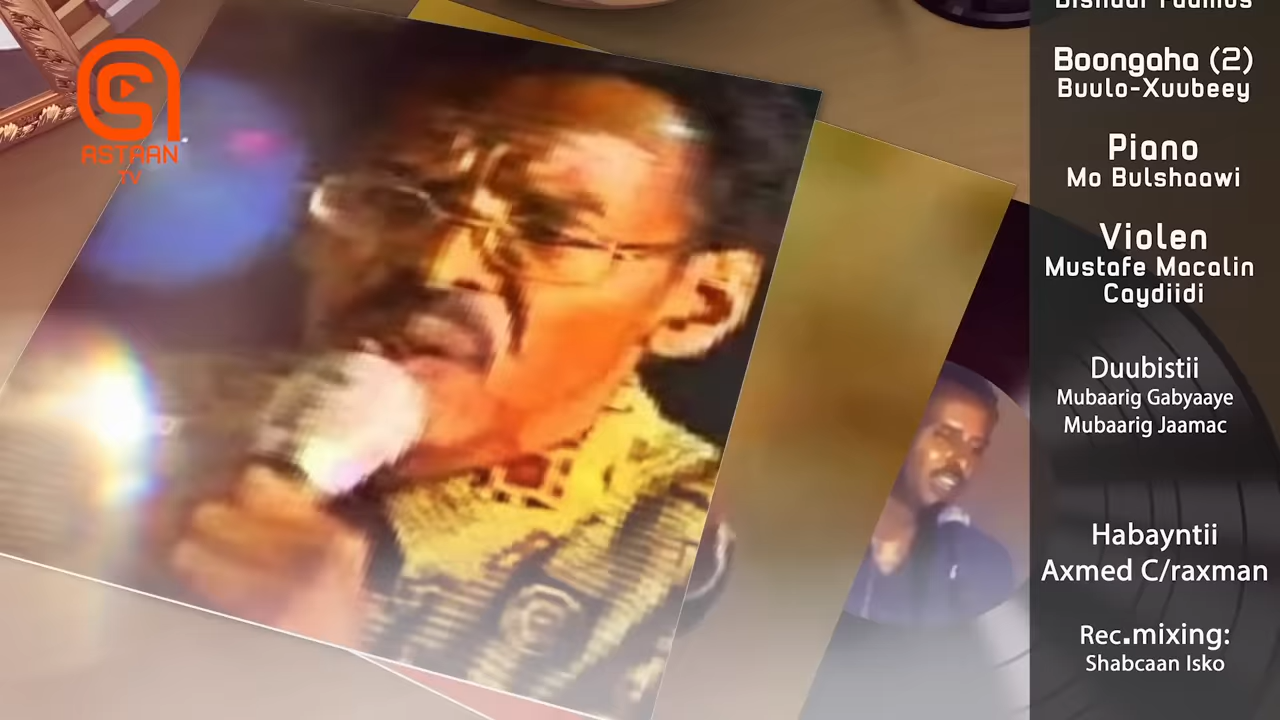 ASTAAN
TV
Boongaha (2)
Buulo-Xuubeey
Piano
Mo Bulshaawi
Violen
Mustafe Macalin
Caydiidi
Duubistii
Mubaarig Gabyaaye
Mubaarig Jaamac
Habayntii
Axmed C/raxman
Rec.mixing:
Shabcaan Isko